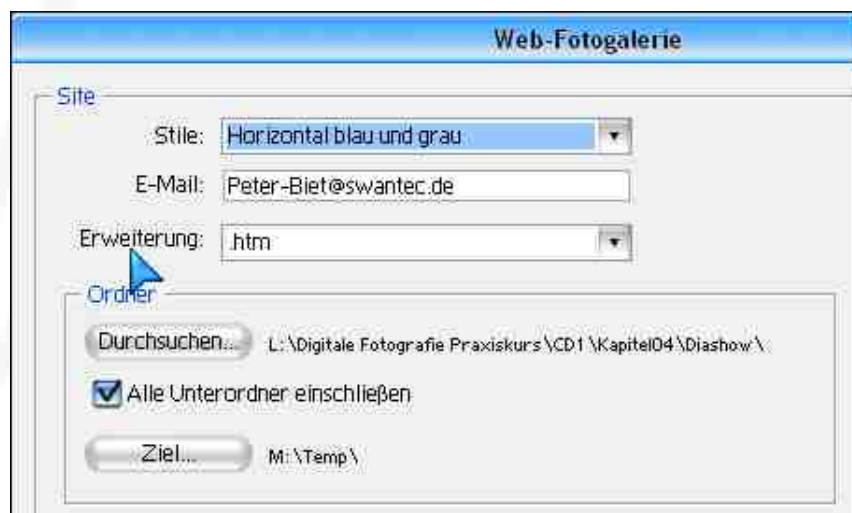 Web-Fotogalerie
Site
Stile: Horizontal blau und grau
E-Mail: Peter-Biet@swantec.de
Erweiterung: .htm
Ordner
Durchsuchen... L:\Digitale Fotografie Praxiskurs\CD1\Kapitel04\Diashow\
Alle Unterordner einschließen
Ziel... M:\Temp\